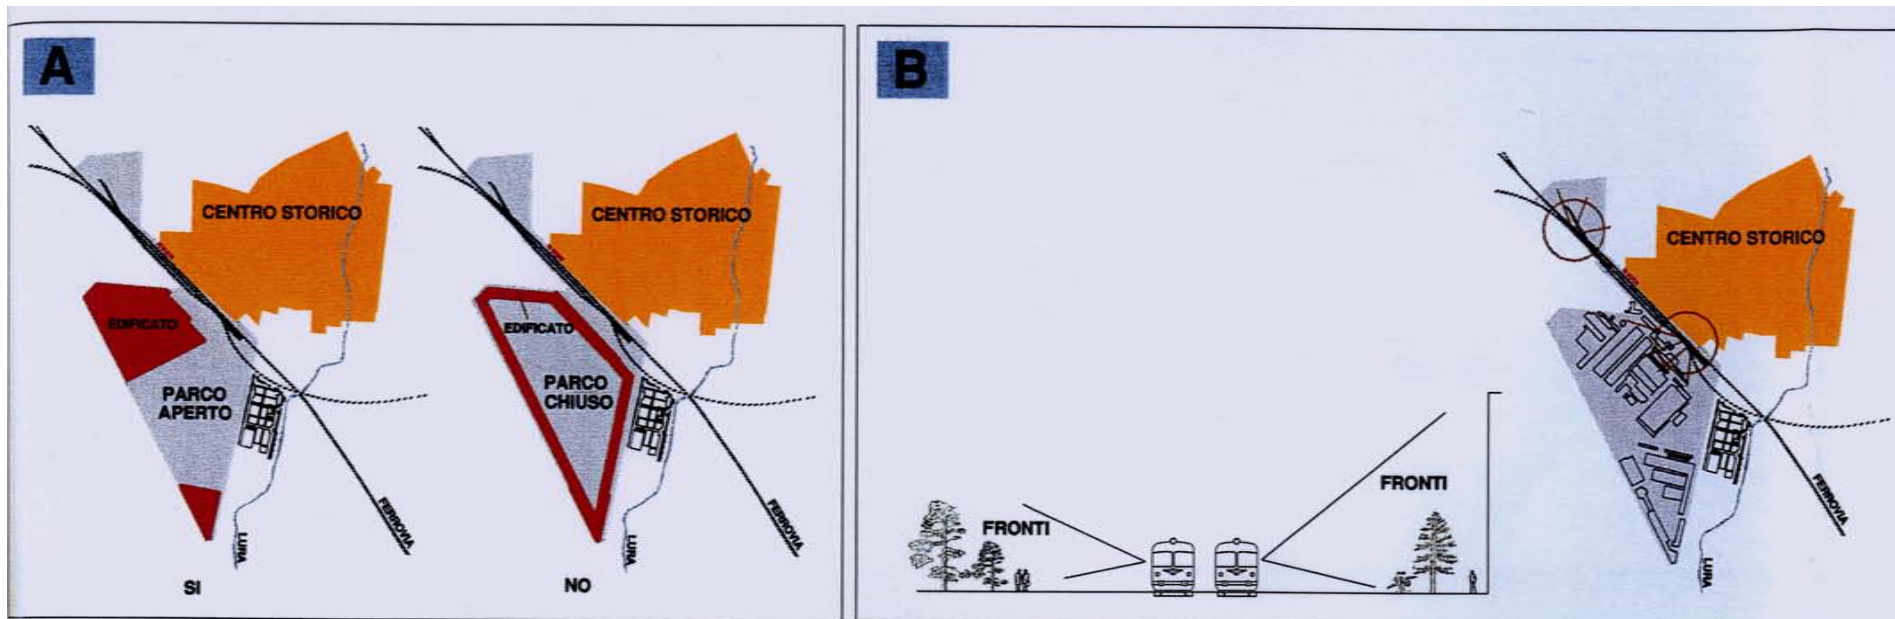 A
CENTRO STORICO
EDIFICATO
PARCO
APERTO
FERROVIA
LURA
SI
CENTRO STORICO
EDIFICATO
PARCO
CHIUSO
FERROVIA
LURA
NO
B
FRONTI
FRONTI
CENTRO STORICO
FERROVIA
LURA